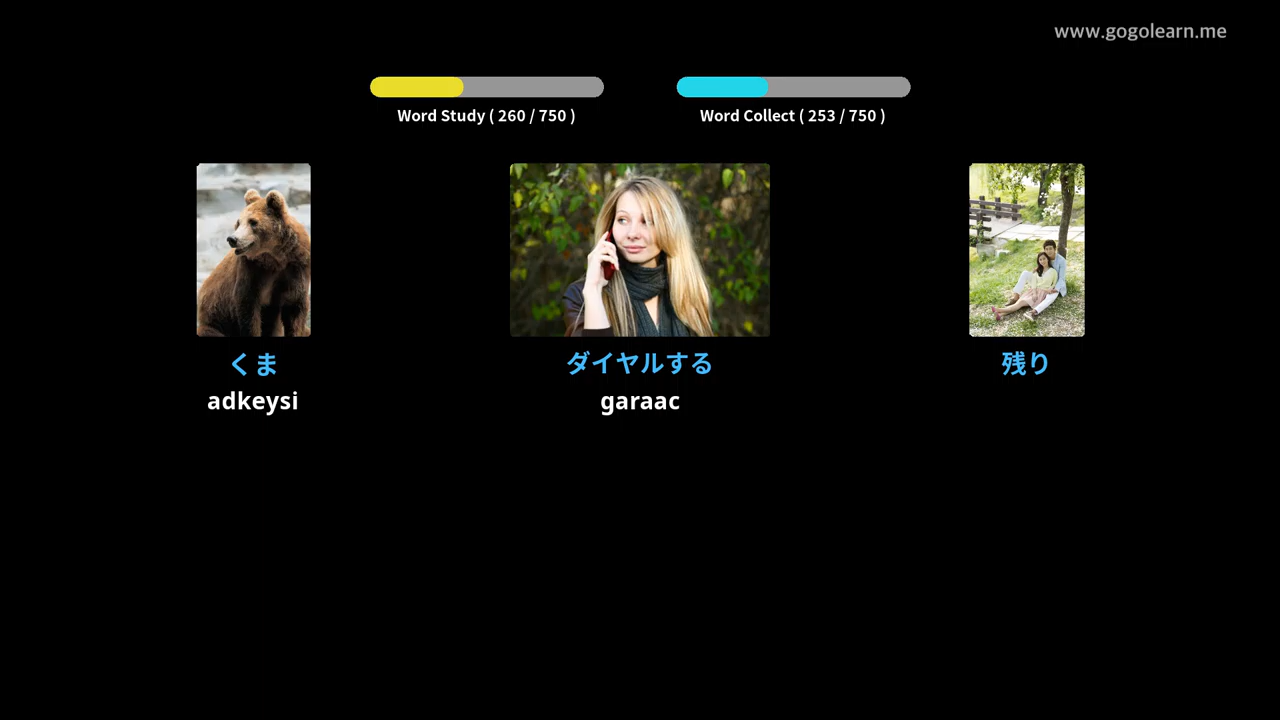 www.gogolearn.me
Word Study ( 260 / 750 )
Word Collect ( 253 / 750 )
くま
ダイヤルする
残り
adkeysi
garaac